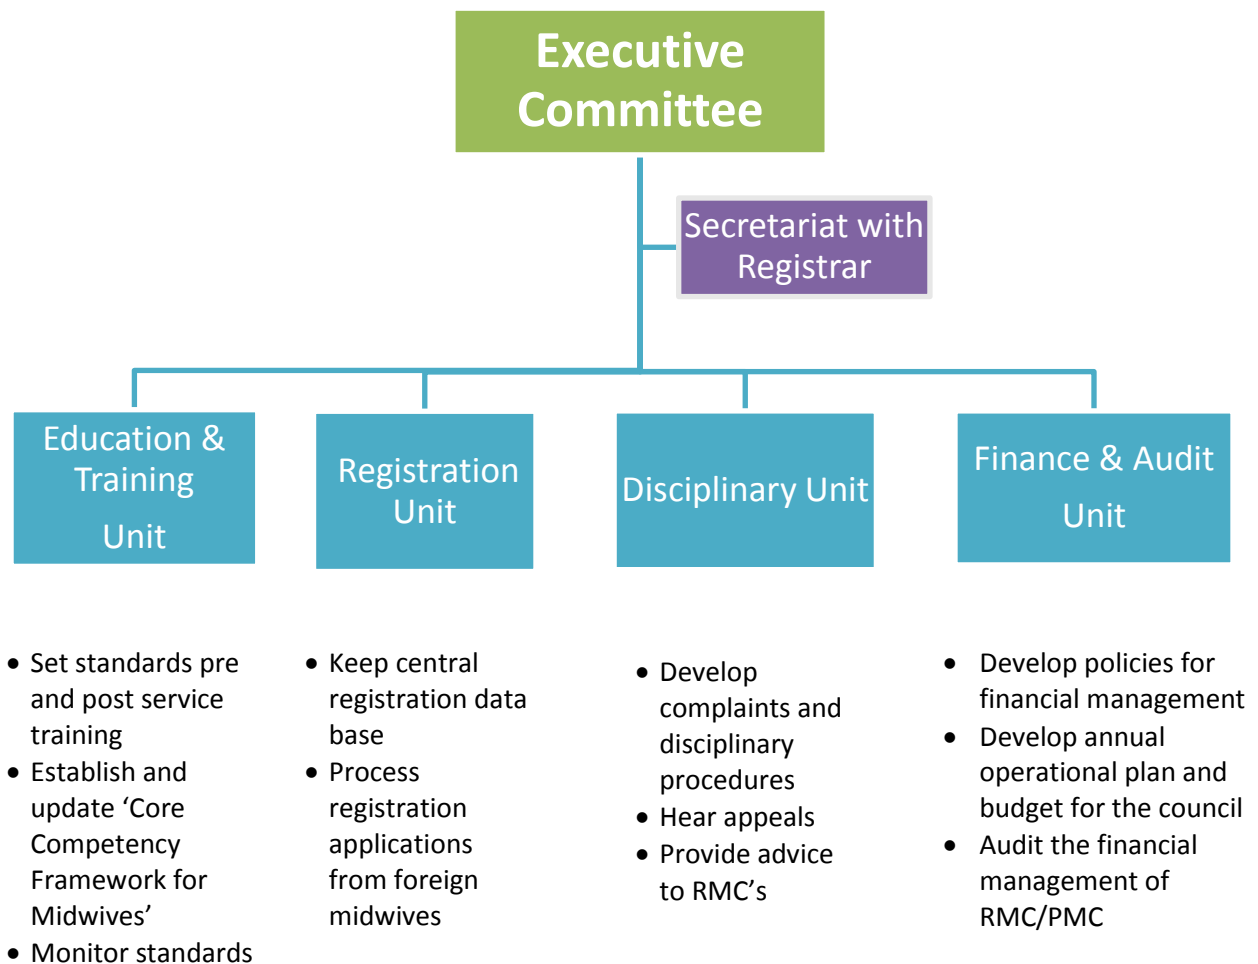 Executive
Committee
Secretariat with
Registrar
Education &
Training
Unit
Registration
Unit
Disciplinary Unit
Finance & Audit
Unit
• Set standards pre
and post service
training
• Establish and
update ‘Core
Competency
Framework for
Midwives’
• Monitor standards
• Keep central
registration data
base
• Process
registration
applications
from foreign
midwives
• Develop
complaints and
disciplinary
procedures
• Hear appeals
• Provide advice
to RMC’s
• Develop policies for
financial management
• Develop annual
operational plan and
budget for the council
• Audit the financial
management of
RMC/PMC